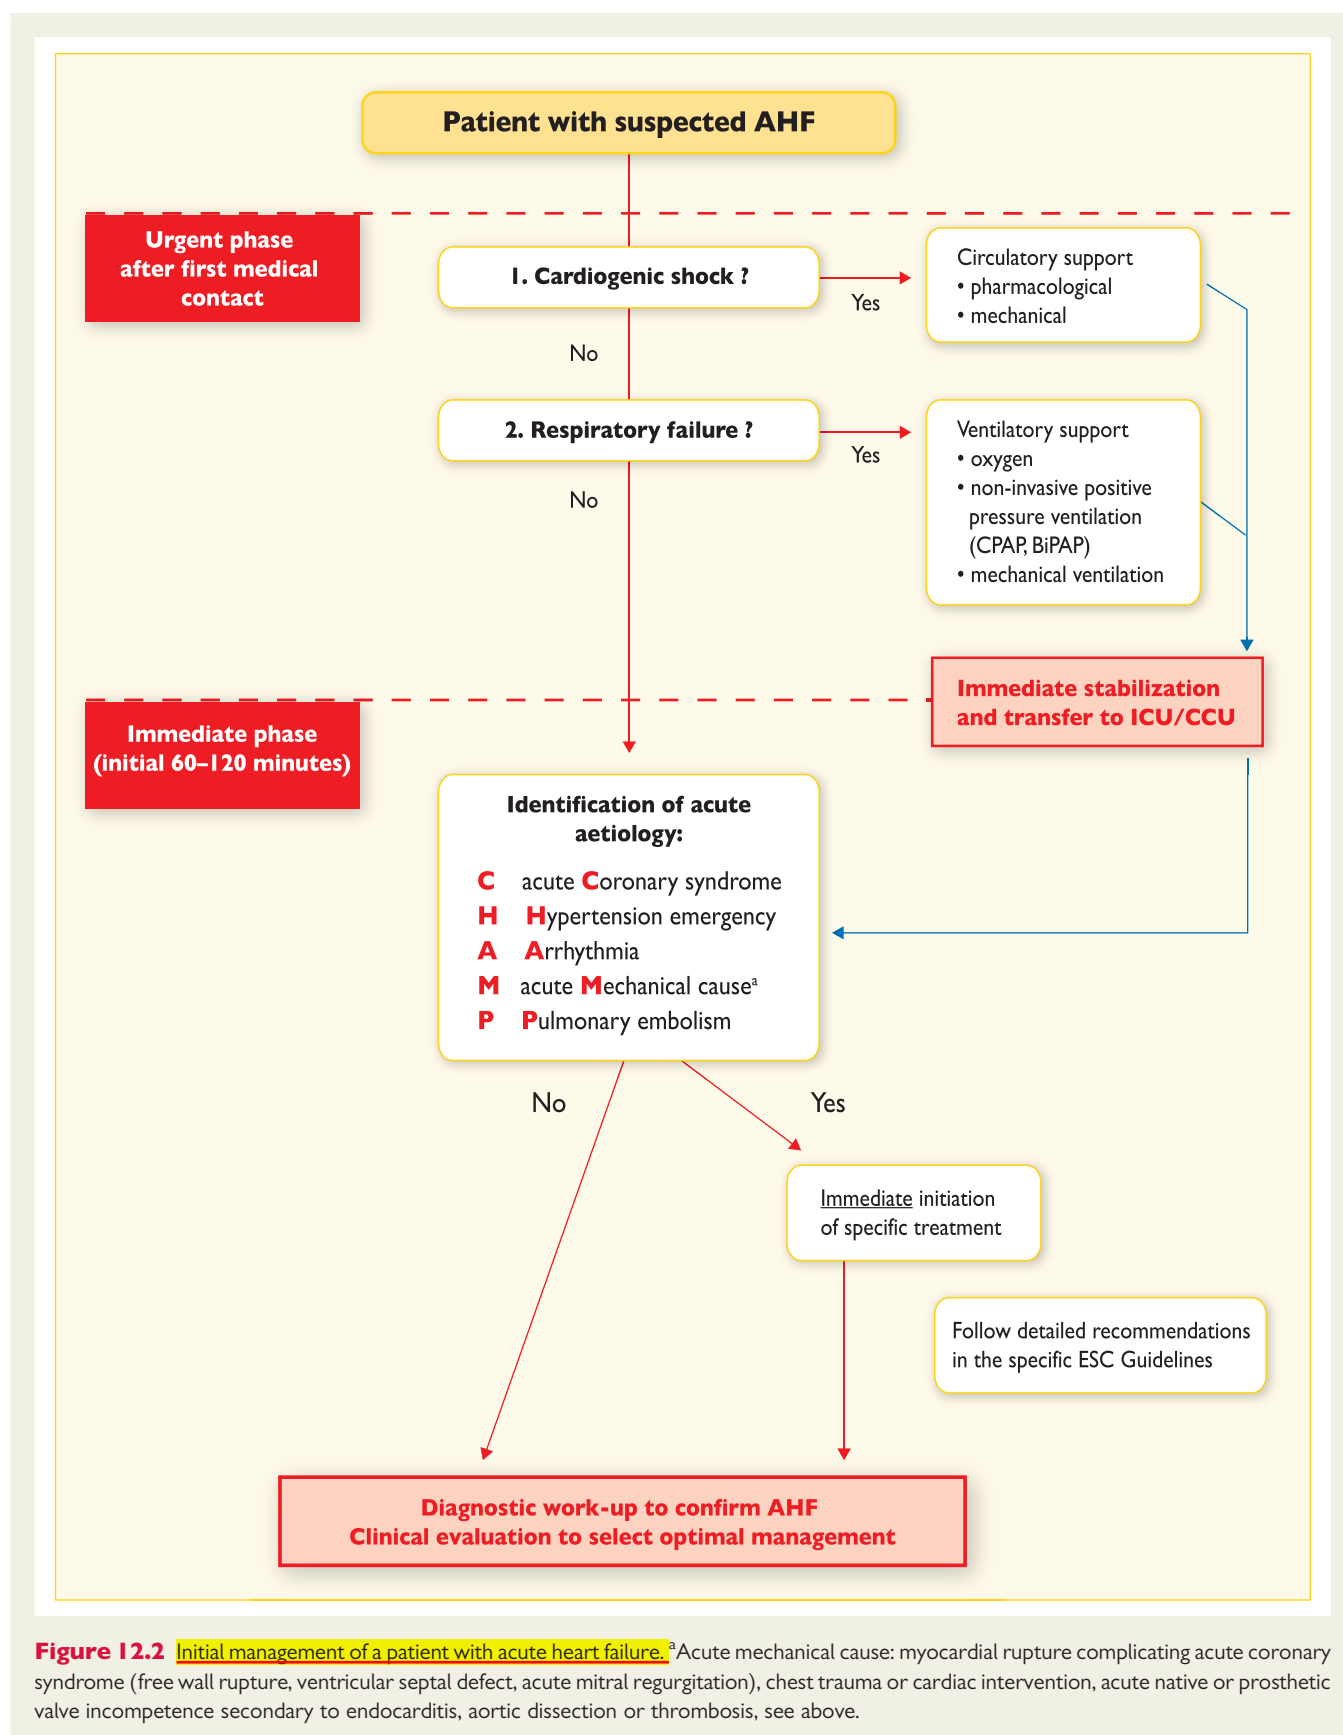 Patient with suspected AHF
Urgent phase
after first medical
contact
1. Cardiogenic shock ?
Yes
Circulatory support
• pharmacological
• mechanical
No
2. Respiratory failure ?
Yes
Ventilatory support
• oxygen
• non-invasive positive
pressure ventilation
(CPAP, BiPAP)
• mechanical ventilation
No
Immediate stabilization
and transfer to ICU/CCU
Immediate phase
(initial 60–120 minutes)
Identification of acute
aetiology:
C acute Coronary syndrome
H Hypertension emergency
A Arrhythmia
M acute Mechanical causeᵃ
P Pulmonary embolism
No
Yes
Immediate initiation
of specific treatment
Follow detailed recommendations
in the specific ESC Guidelines
Diagnostic work-up to confirm AHF
Clinical evaluation to select optimal management
Figure 12.2 Initial management of a patient with acute heart failure. ᵃAcute mechanical cause: myocardial rupture complicating acute coronary
syndrome (free wall rupture, ventricular septal defect, acute mitral regurgitation), chest trauma or cardiac intervention, acute native or prosthetic
valve incompetence secondary to endocarditis, aortic dissection or thrombosis, see above.